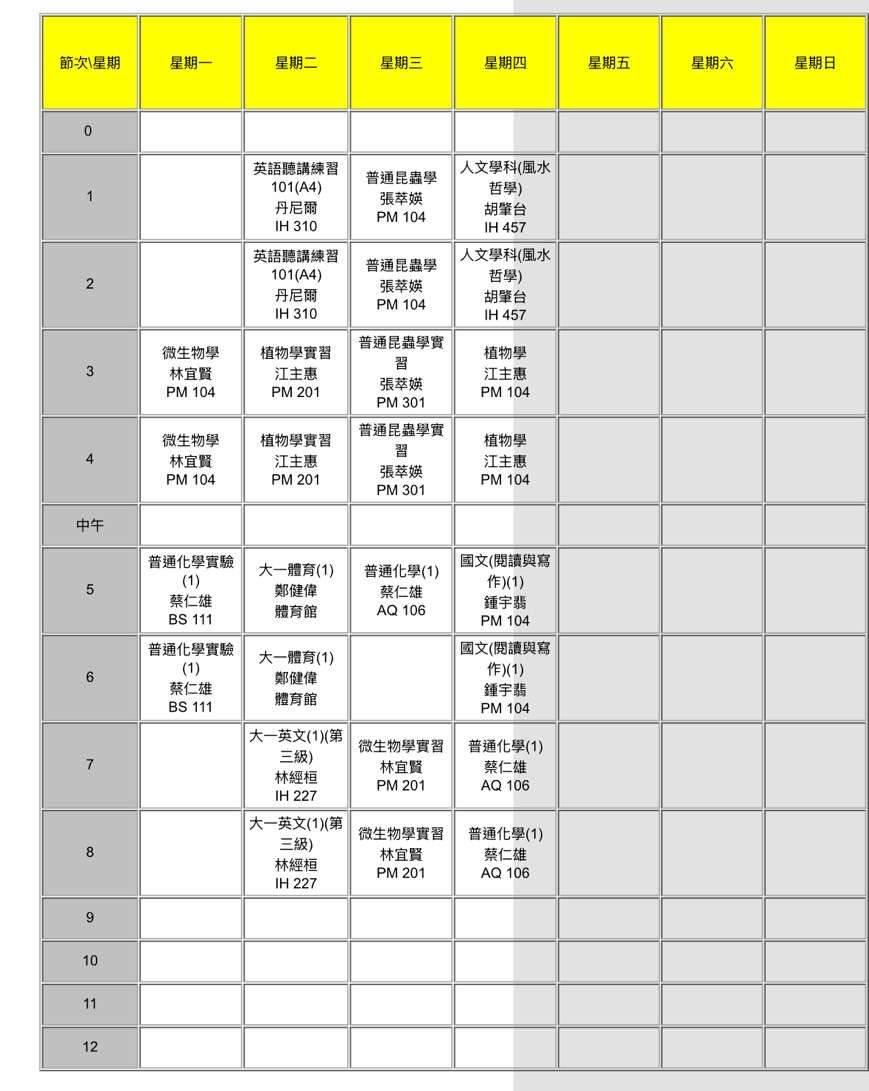 節次\星期 星期一 星期二 星期三 星期四 星期五 星期六 星期日
0
1
英語聽講練習
101(A4)
丹尼爾
IH 310
普通昆蟲學
張萃媖
PM 104
人文學科(風水
哲學)
胡肇台
IH 457
2
英語聽講練習
101(A4)
丹尼爾
IH 310
普通昆蟲學
張萃媖
PM 104
人文學科(風水
哲學)
胡肇台
IH 457
3
微生物學
林宜賢
PM 104
植物學實習
江主惠
PM 201
普通昆蟲學實
習
張萃媖
PM 301
植物學
江主惠
PM 104
4
微生物學
林宜賢
PM 104
植物學實習
江主惠
PM 201
普通昆蟲學實
習
張萃媖
PM 301
植物學
江主惠
PM 104
中午
5
普通化學實驗
(1)
蔡仁雄
BS 111
大一體育(1)
鄭健偉
體育館
普通化學(1)
蔡仁雄
AQ 106
國文(閱讀與寫
作)(1)
鍾宇翡
PM 104
6
普通化學實驗
(1)
蔡仁雄
BS 111
大一體育(1)
鄭健偉
體育館
國文(閱讀與寫
作)(1)
鍾宇翡
PM 104
7
大一英文(1)(第
三級)
林經桓
IH 227
微生物學實習
林宜賢
PM 201
普通化學(1)
蔡仁雄
AQ 106
8
大一英文(1)(第
三級)
林經桓
IH 227
微生物學實習
林宜賢
PM 201
普通化學(1)
蔡仁雄
AQ 106
9
10
11
12